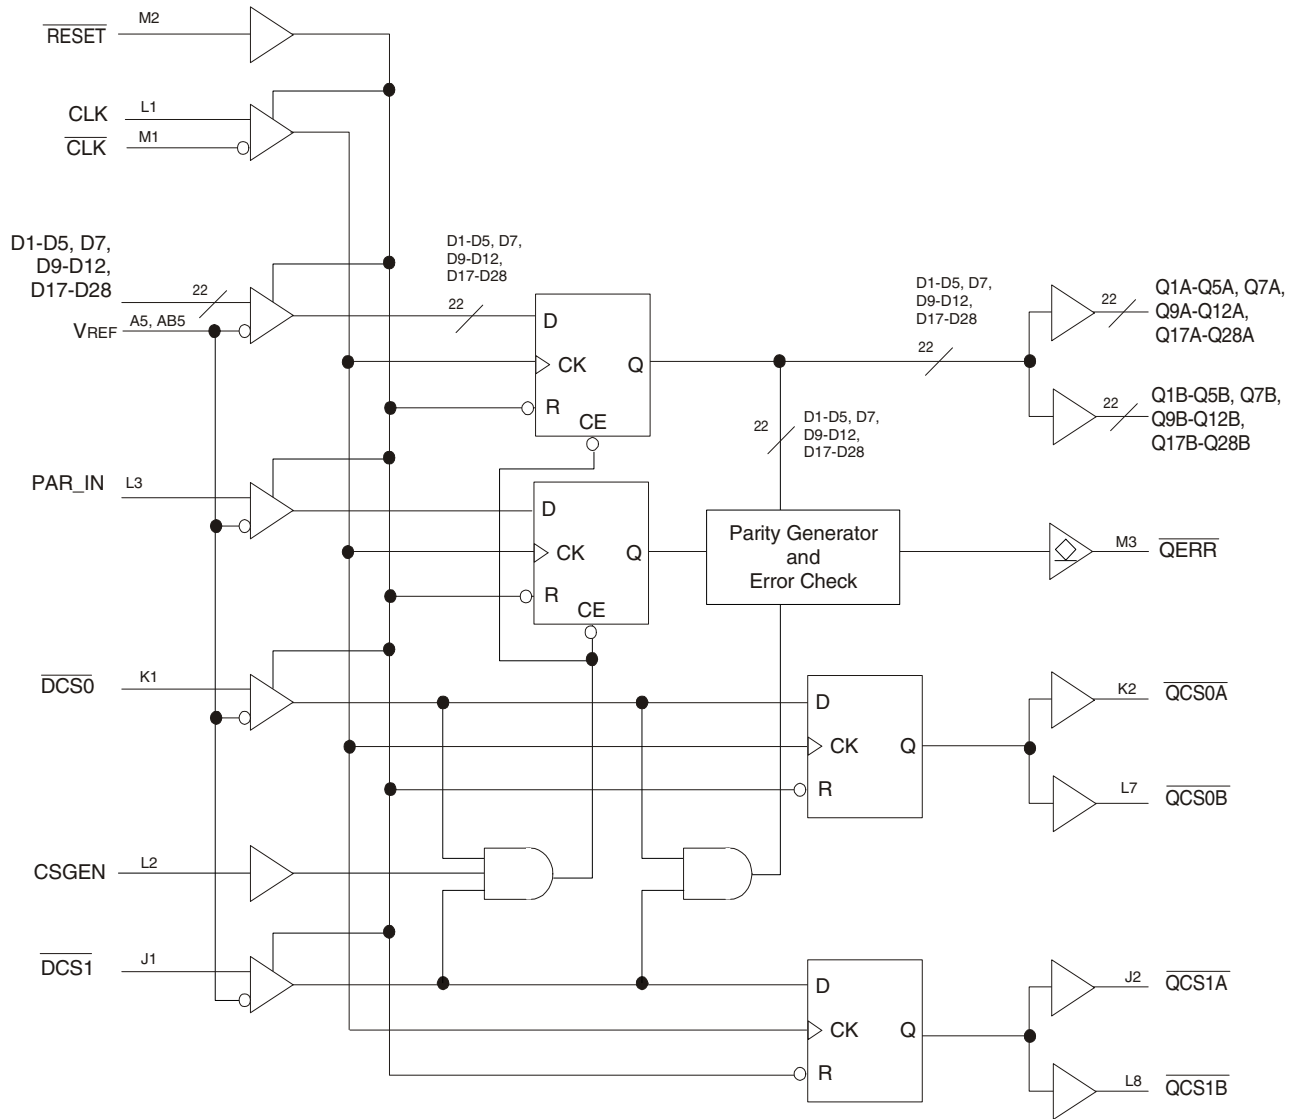 RESET
M2
CLK
L1
CLK
M1
D1-D5, D7,
D9-D12,
D17-D28
22
VREF
A5, AB5
D1-D5, D7,
D9-D12,
D17-D28
22
D
CK
R
CE
Q
D1-D5, D7,
D9-D12,
D17-D28
22
22
Q1A-Q5A, Q7A,
Q9A-Q12A,
Q17A-Q28A
22
Q1B-Q5B, Q7B,
Q9B-Q12B,
Q17B-Q28B
22
D1-D5, D7,
D9-D12,
D17-D28
PAR_IN
L3
D
CK
R
CE
Q
Parity Generator
and
Error Check
M3
QERR
DCS0
K1
D
CK
R
Q
K2
QCS0A
L7
QCS0B
CSGEN
L2
DCS1
J1
D
CK
R
Q
J2
QCS1A
L8
QCS1B